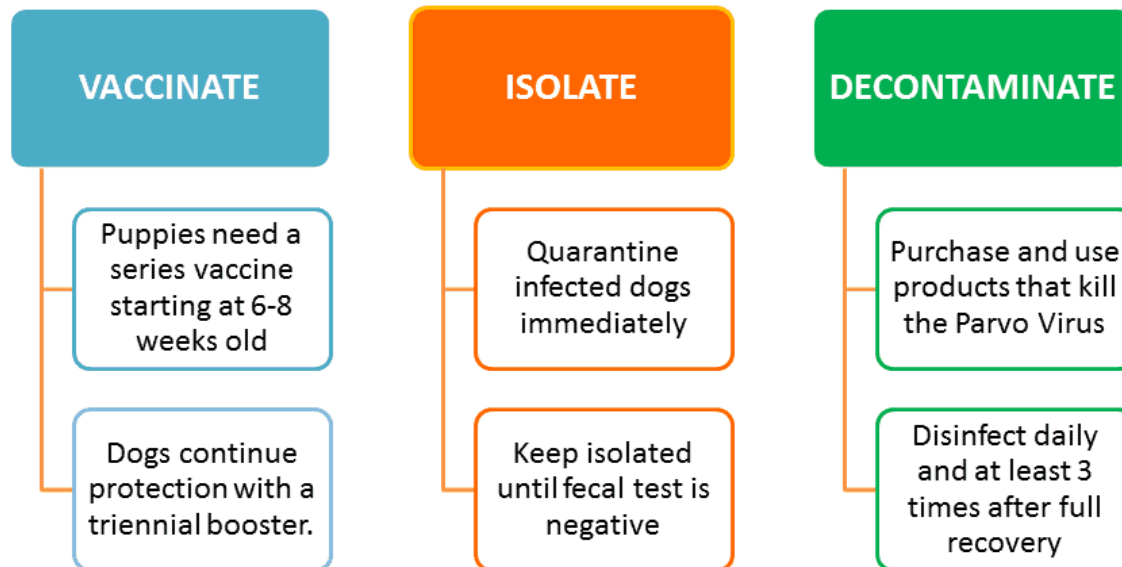 VACCINATE
Puppies need a
series vaccine
starting at 6-8
weeks old
Dogs continue
protection with a
triennial booster.
ISOLATE
Quarantine
infected dogs
immediately
Keep isolated
until fecal test is
negative
DECONTAMINATE
Purchase and use
products that kill
the Parvo Virus
Disinfect daily
and at least 3
times after full
recovery